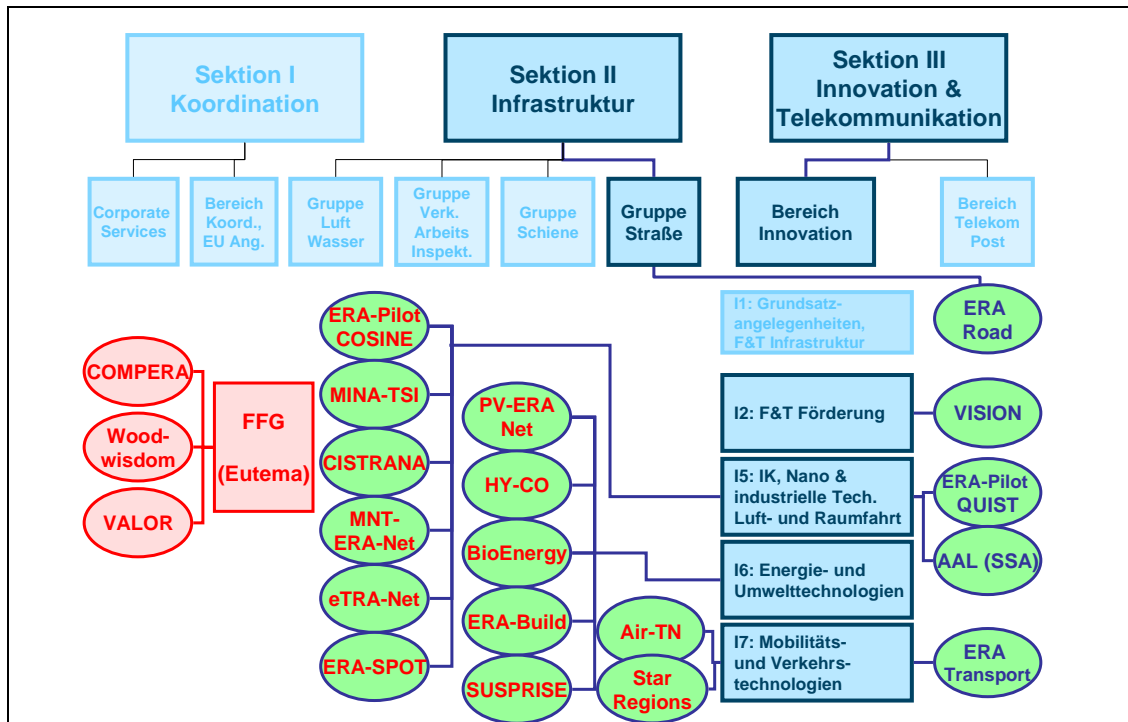 Sektion I
Koordination
Sektion II
Infrastruktur
Sektion III
Innovation &
Telekommunikation
Corporate
Services
Bereich
Koord.,
EU Ang.
Gruppe
Luft
Wasser
Gruppe
Verk.
Arbeits
Inspekt.
Gruppe
Schiene
Gruppe
Straße
Bereich
Innovation
Bereich
Telekom
Post
ERA-Pilot
COSINE
MINA-TSI
CISTRANA
MNT-
ERA-Net
eTRA-Net
ERA-SPOT
COMPERA
Wood-
wisdom
VALOR
FFG
(Eutema)
PV-ERA
Net
HY-CO
BioEnergy
ERA-Build
SUSPRISE
Air-TN
Star
Regions
I1: Grundsatz-
angelegenheiten,
F&T Infrastruktur
ERA
Road
I2: F&T Förderung
VISION
I5: IK, Nano &
industrielle Tech.
Luft- und Raumfahrt
ERA-Pilot
QUIST
AAL (SSA)
I6: Energie- und
Umwelttechnologien
I7: Mobilitäts-
und Verkehrs-
technologien
ERA
Transport